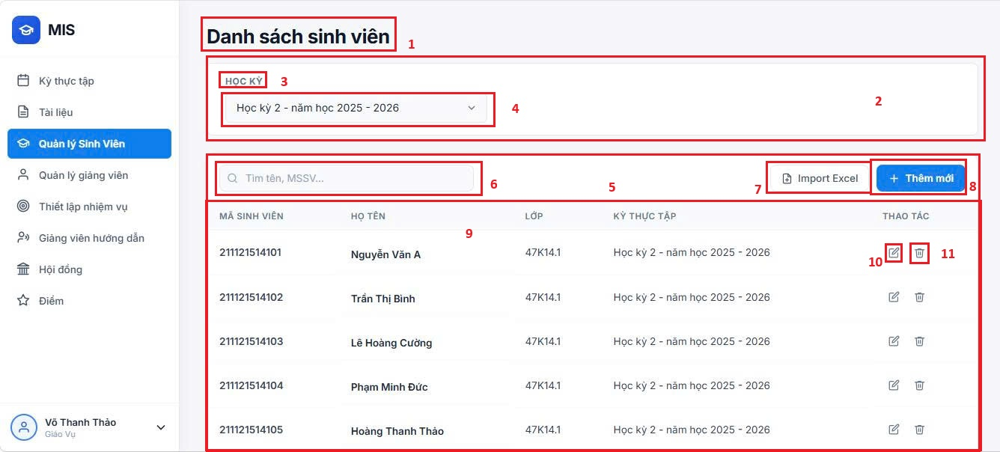 MIS
Kỳ thực tập
Tài liệu
Quản lý Sinh Viên
Quản lý giảng viên
Thiết lập nhiệm vụ
Giảng viên hướng dẫn
Hội đồng
Điểm
Võ Thanh Thảo
Giáo Vụ
Danh sách sinh viên 1
HỌC KỲ 3
Học kỳ 2 - năm học 2025 - 2026 4
2
Tìm tên, MSSV... 6
5
7 Import Excel
Thêm mới 8
MÃ SINH VIÊN HỌ TÊN LỚP KỲ THỰC TẬP THAO TÁC
9
211121514101 Nguyễn Văn A 47K14.1 Học kỳ 2 - năm học 2025 - 2026
10 11
211121514102 Trần Thị Bình 47K14.1 Học kỳ 2 - năm học 2025 - 2026
211121514103 Lê Hoàng Cường 47K14.1 Học kỳ 2 - năm học 2025 - 2026
211121514104 Phạm Minh Đức 47K14.1 Học kỳ 2 - năm học 2025 - 2026
211121514105 Hoàng Thanh Thảo 47K14.1 Học kỳ 2 - năm học 2025 - 2026